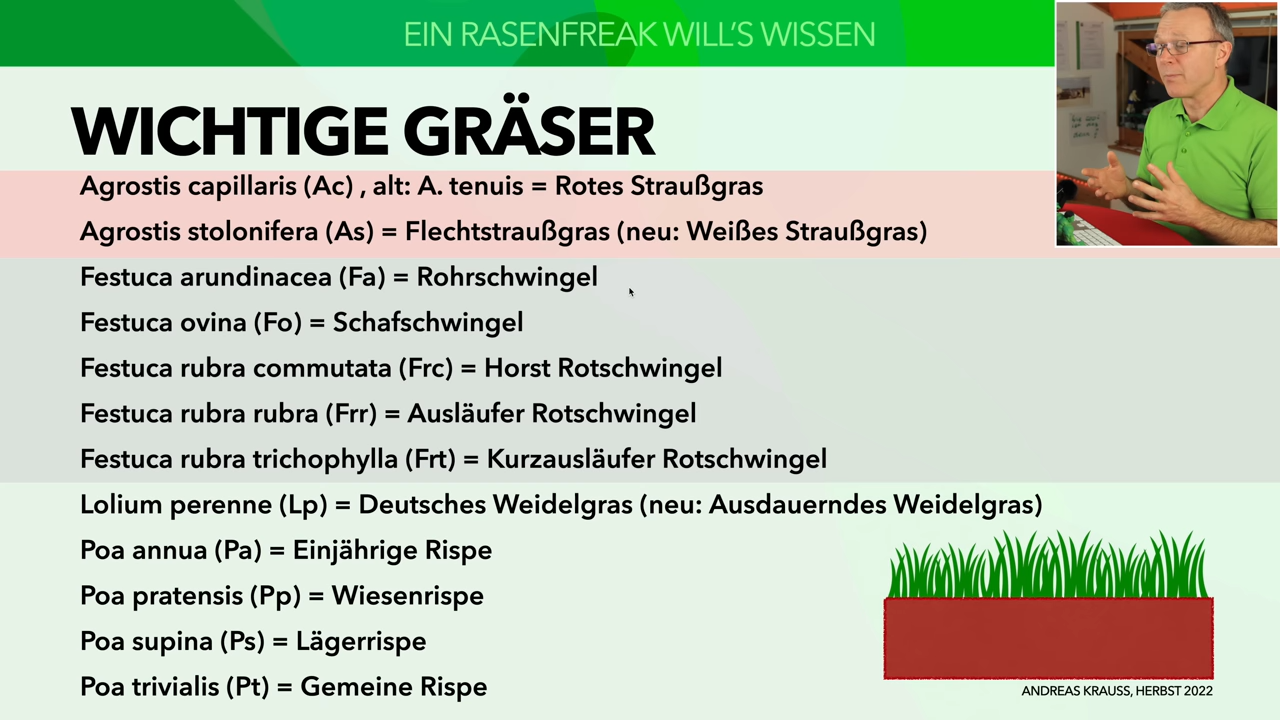 EIN RASENFREAK WILL'S WISSEN
WICHTIGE GRÄSER
Agrostis capillaris (Ac) , alt: A. tenuis = Rotes Straußgras
Agrostis stolonifera (As) = Flechtstraußgras (neu: Weißes Straußgras)
Festuca arundinacea (Fa) = Rohrschwingel
Festuca ovina (Fo) = Schafschwingel
Festuca rubra commutata (Frc) = Horst Rotschwingel
Festuca rubra rubra (Frr) = Ausläufer Rotschwingel
Festuca rubra trichophylla (Frt) = Kurzausläufer Rotschwingel
Lolium perenne (Lp) = Deutsches Weidelgras (neu: Ausdauerndes Weidelgras)
Poa annua (Pa) = Einjährige Rispe
Poa pratensis (Pp) = Wiesenrispe
Poa supina (Ps) = Lägerrispe
Poa trivialis (Pt) = Gemeine Rispe
ANDREAS KRAUSS, HERBST 2022